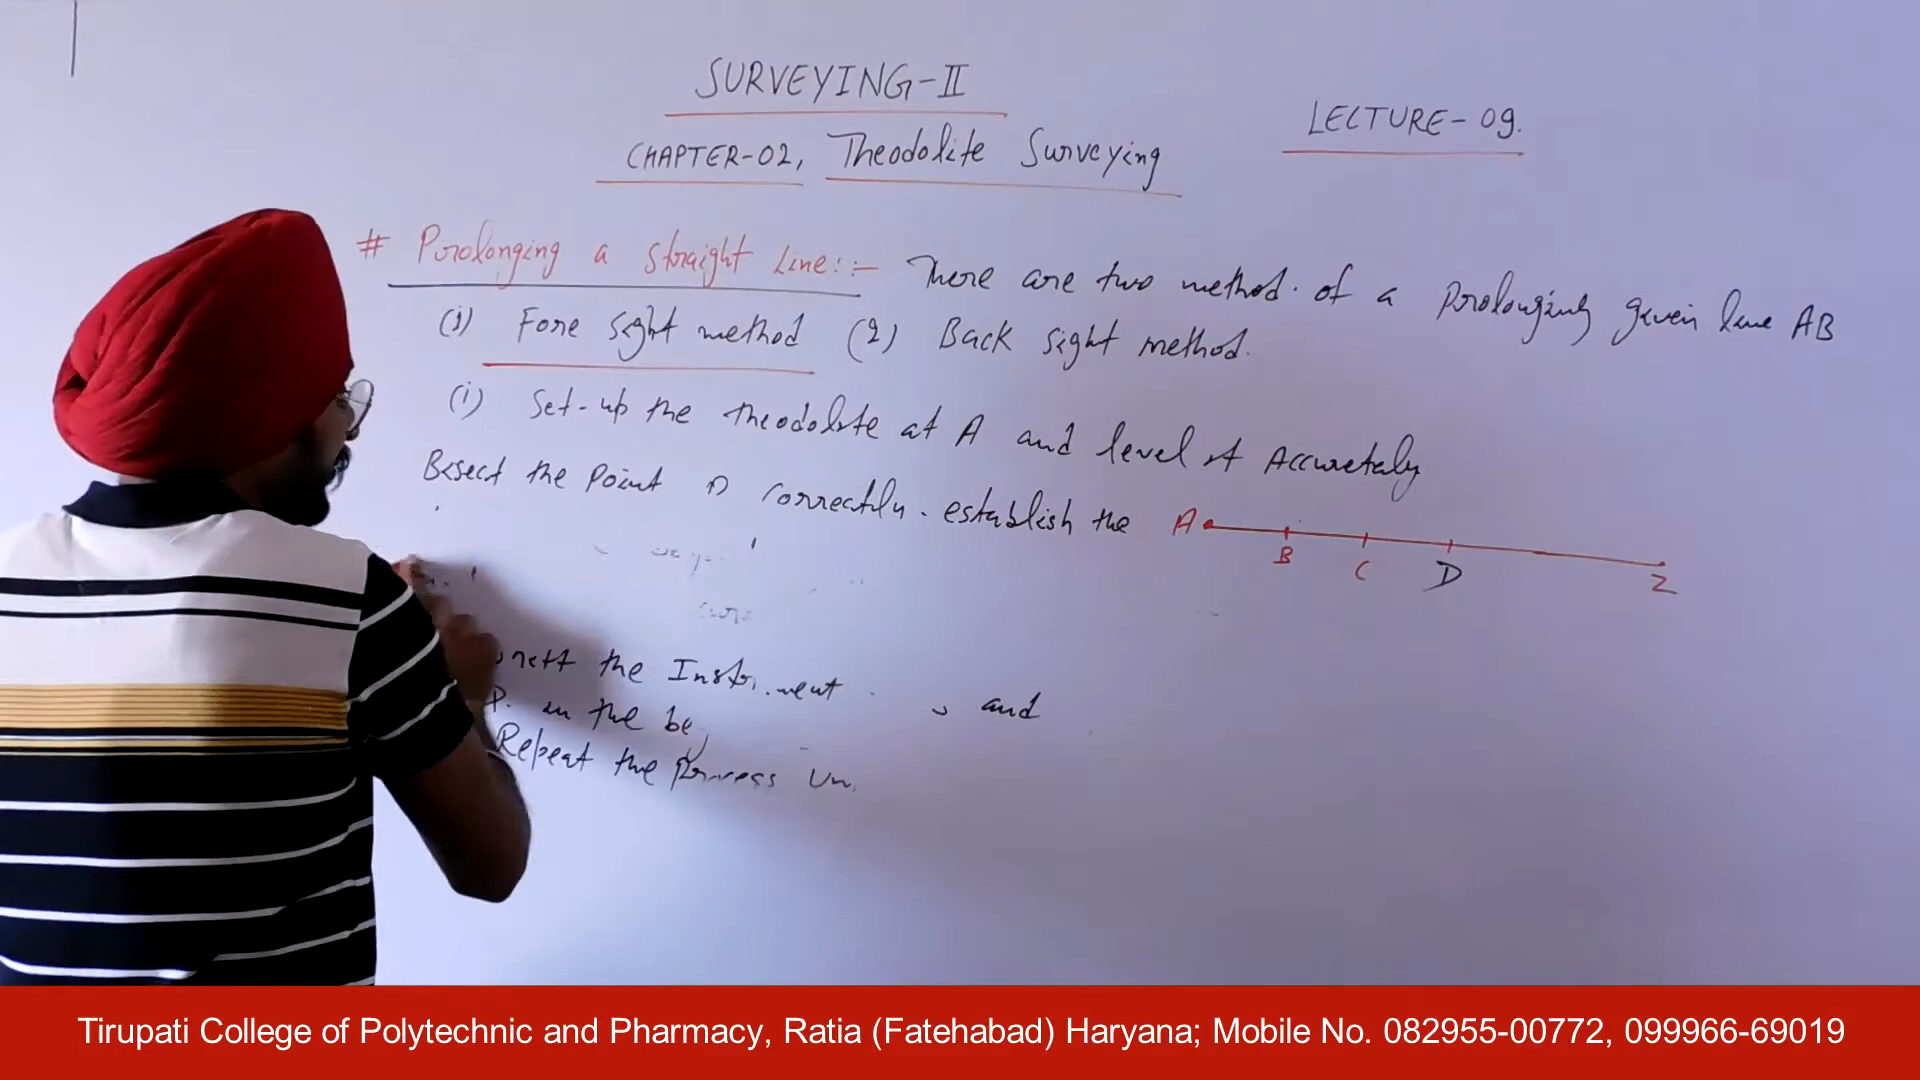 SURVEYING-II
LECTURE-09.
CHAPTER-02, Theodolite Surveying
# Prolonging a straight Line::- There are two method. of a prolonging given line AB
(1) Fore sight method (2) Back sight method.
(i) Set-up the theodolite at A and level it Accuretaly
Bisect the Point correctly. establish the
A B C D Z
the Instrument and
in the
Repeat the Process
Tirupati College of Polytechnic and Pharmacy, Ratia (Fatehabad) Haryana; Mobile No. 082955-00772, 099966-69019